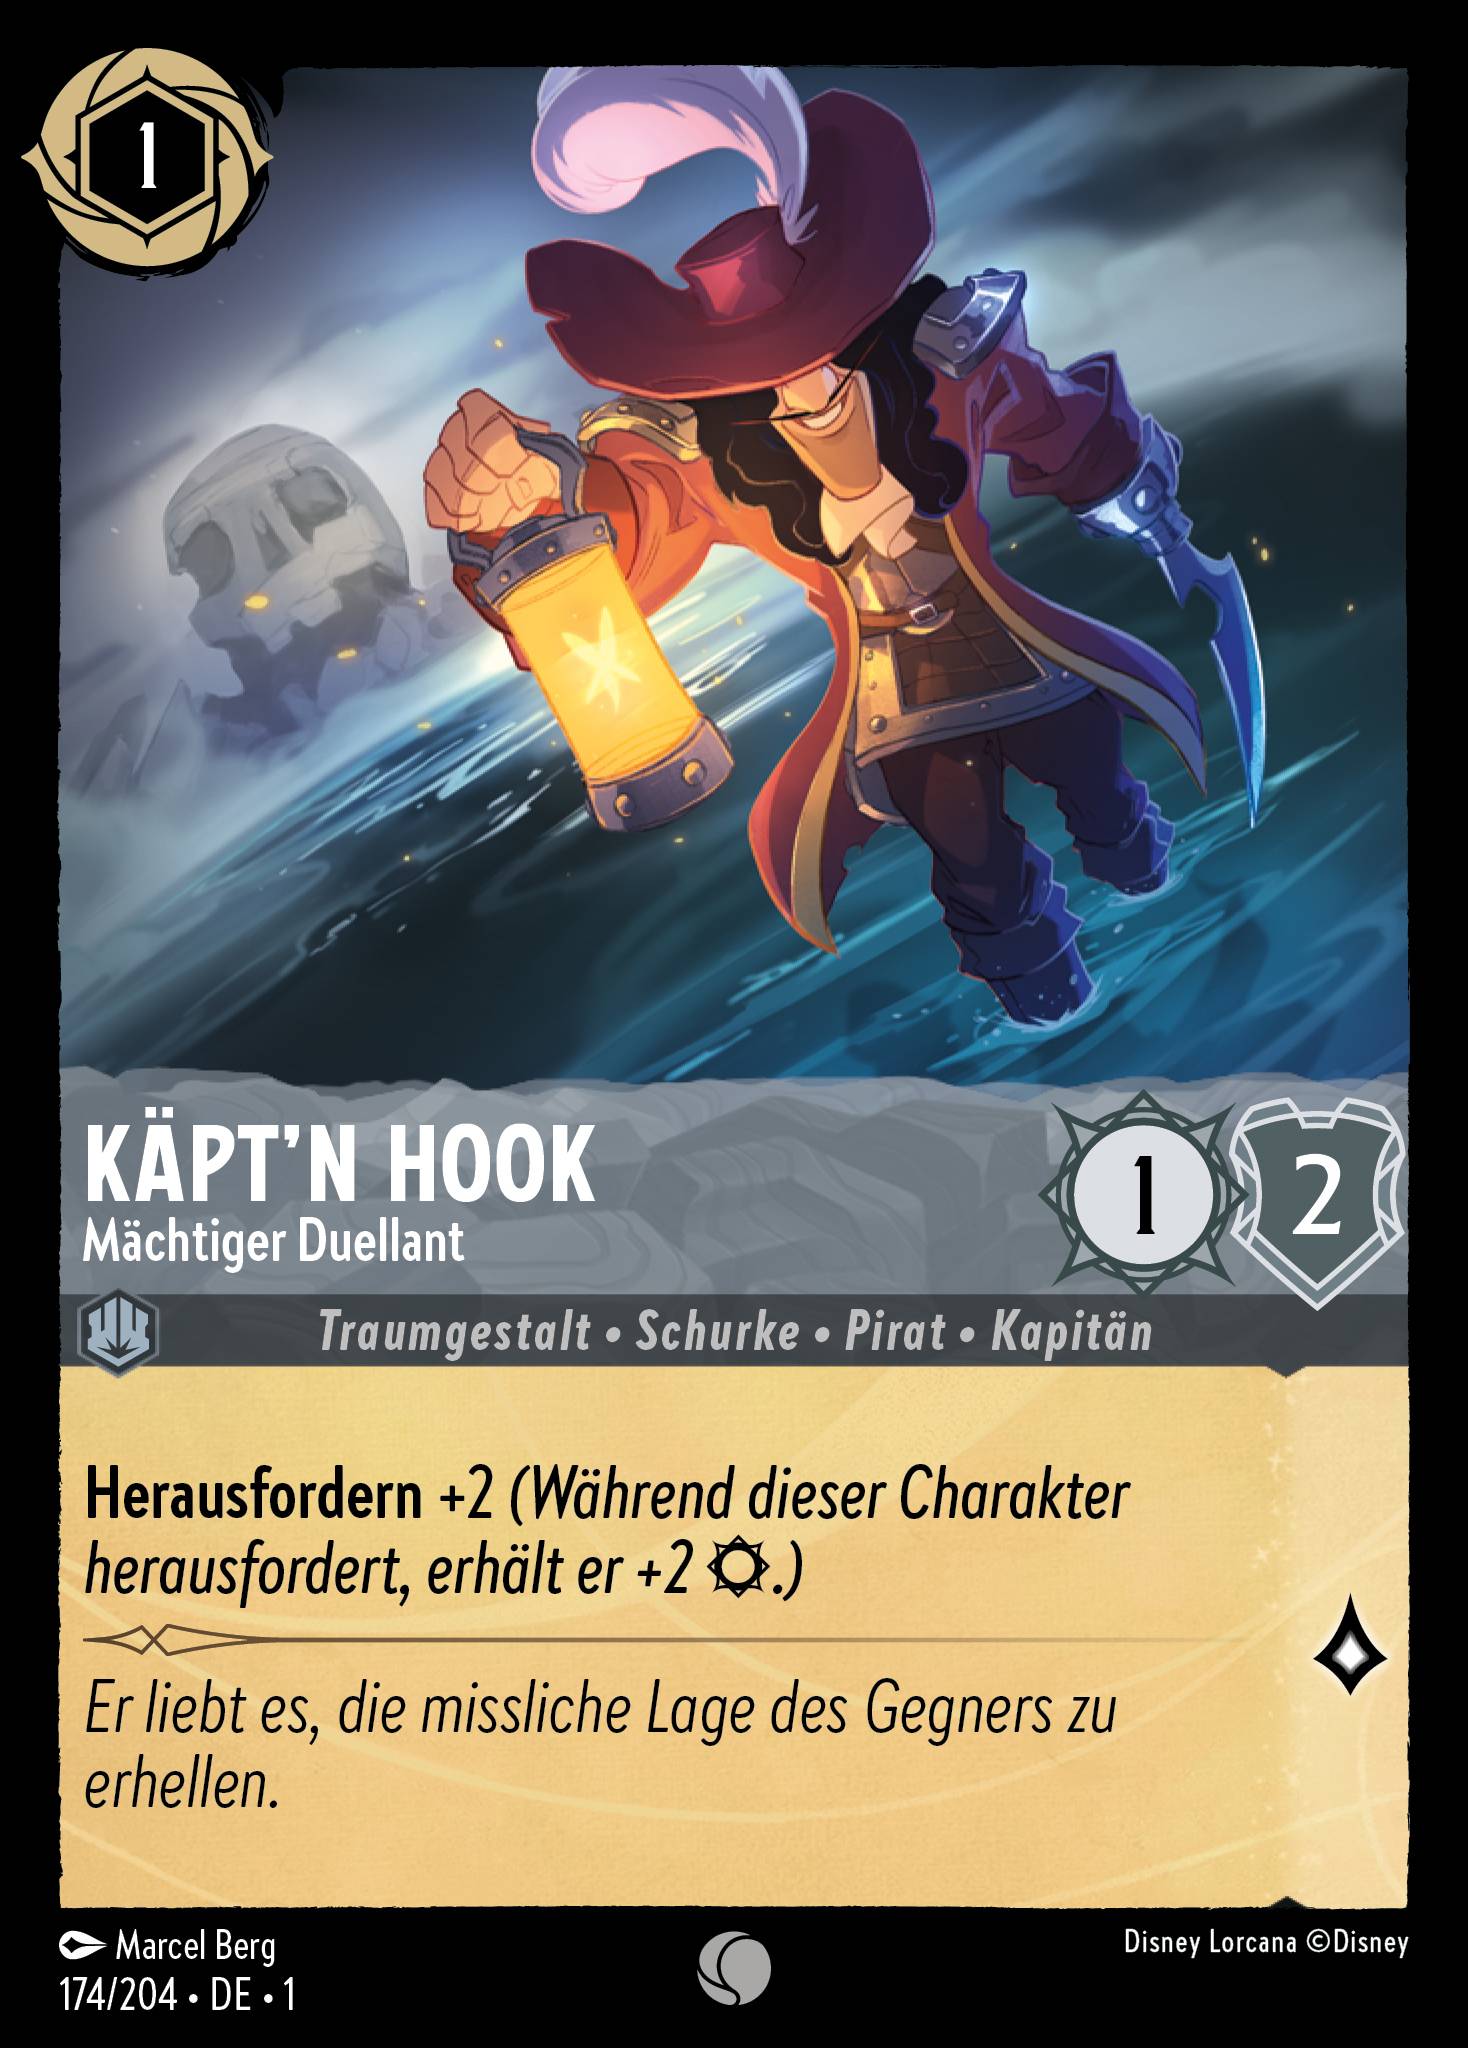 1
KÄPT’N HOOK
Mächtiger Duellant
1
2
Traumgestalt • Schurke • Pirat • Kapitän
Herausfordern +2 (Während dieser Charakter
herausfordert, erhält er +2 .)
Er liebt es, die missliche Lage des Gegners zu
erhellen.
Marcel Berg
174/204 • DE • 1
Disney Lorcana ©Disney